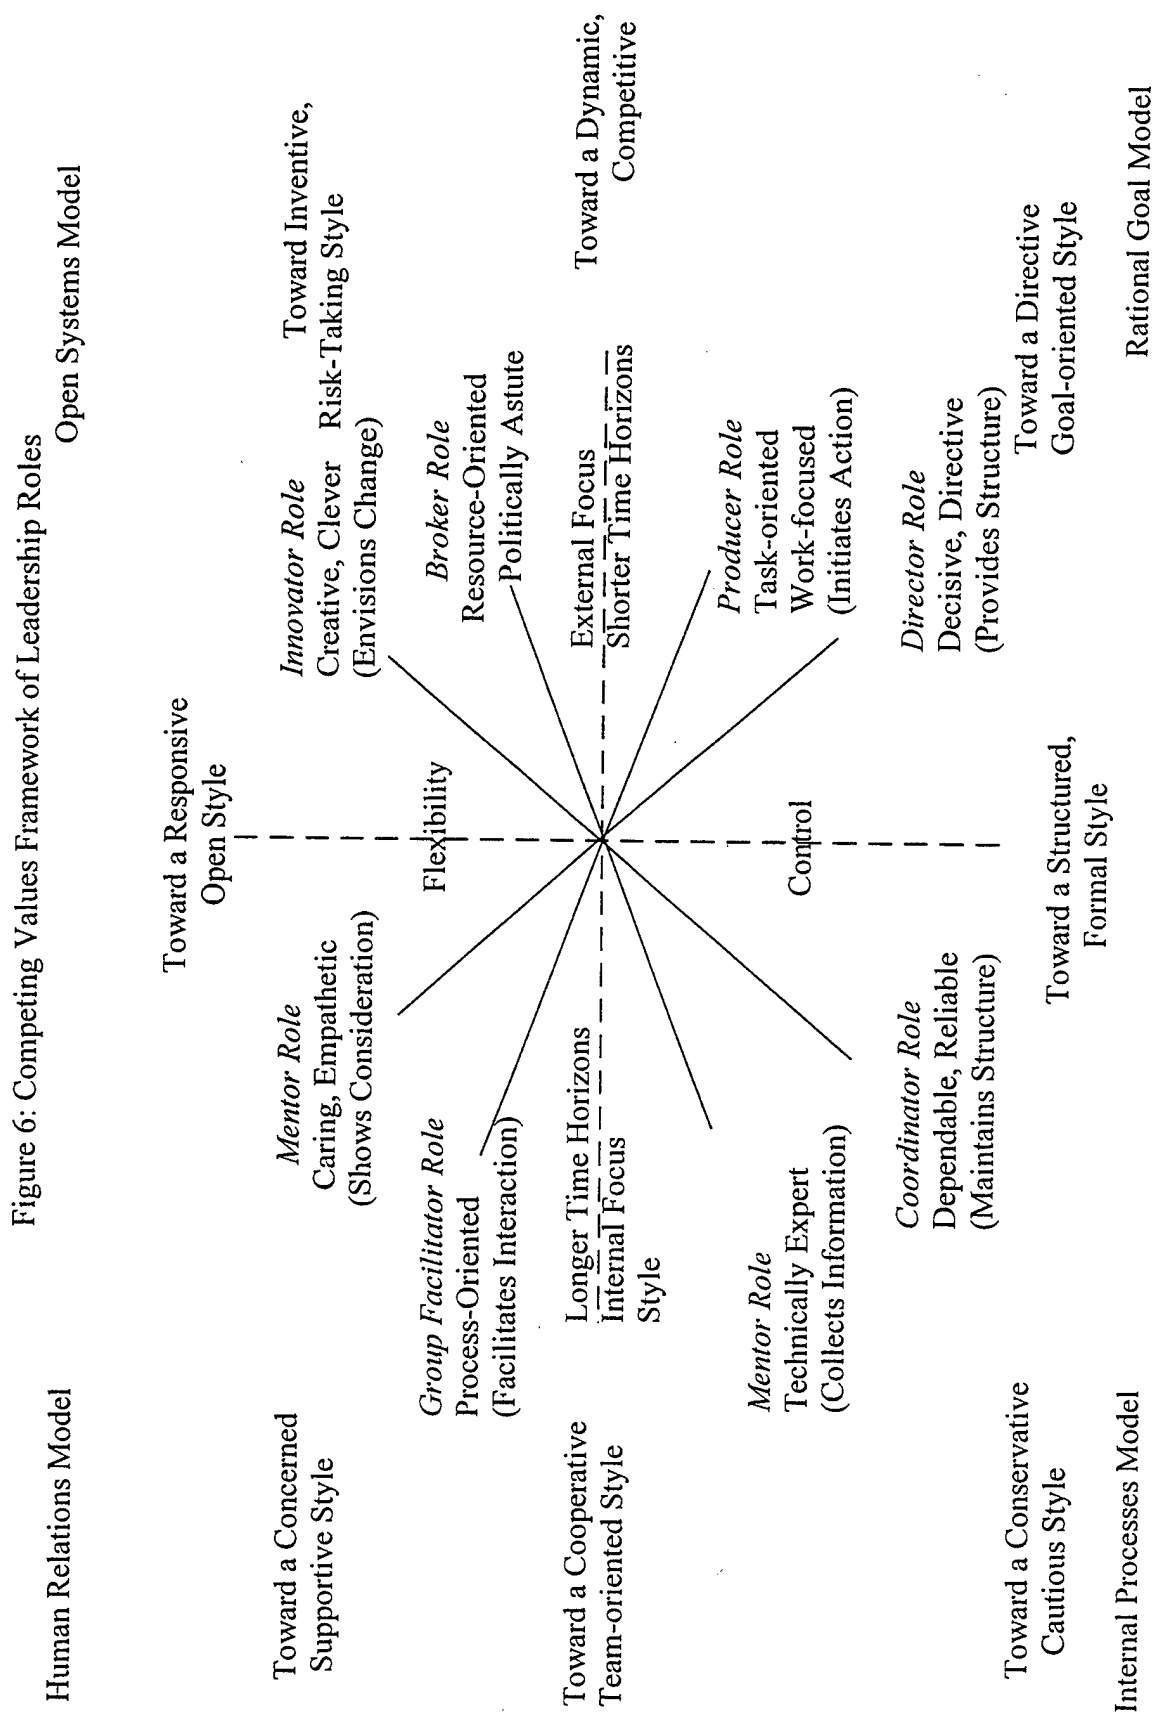 Figure 6: Competing Values Framework of Leadership Roles
Human Relations Model
Open Systems Model
Toward a Responsive
Open Style
Toward a Concerned
Supportive Style
Mentor Role
Caring, Empathetic
(Shows Consideration)
Innovator Role
Creative, Clever
(Envisions Change)
Toward Inventive,
Risk-Taking Style
Flexibility
Group Facilitator Role
Process-Oriented
(Facilitates Interaction)
Broker Role
Resource-Oriented
Politically Astute
Toward a Cooperative
Team-oriented Style
Longer Time Horizons
Internal Focus
Style
External Focus
Shorter Time Horizons
Toward a Dynamic,
Competitive
Mentor Role
Technically Expert
(Collects Information)
Control
Producer Role
Task-oriented
Work-focused
(Initiates Action)
Coordinator Role
Dependable, Reliable
(Maintains Structure)
Director Role
Decisive, Directive
(Provides Structure)
Toward a Conservative
Cautious Style
Toward a Structured,
Formal Style
Toward a Directive
Goal-oriented Style
Internal Processes Model
Rational Goal Model